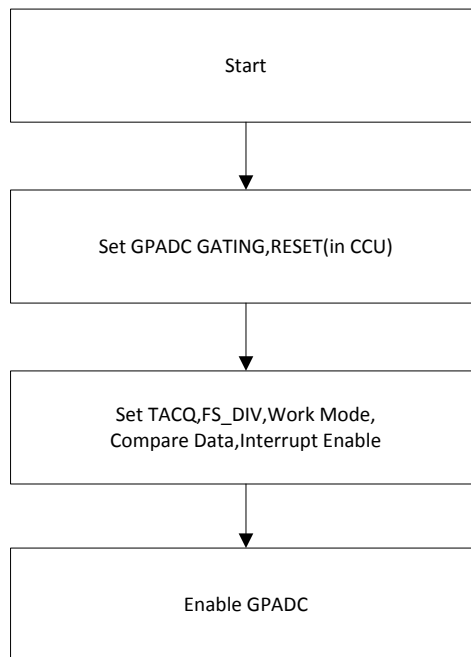 Start
Set GPADC GATING,RESET(in CCU)
Set TACQ,FS_DIV,Work Mode,
Compare Data,Interrupt Enable
Enable GPADC